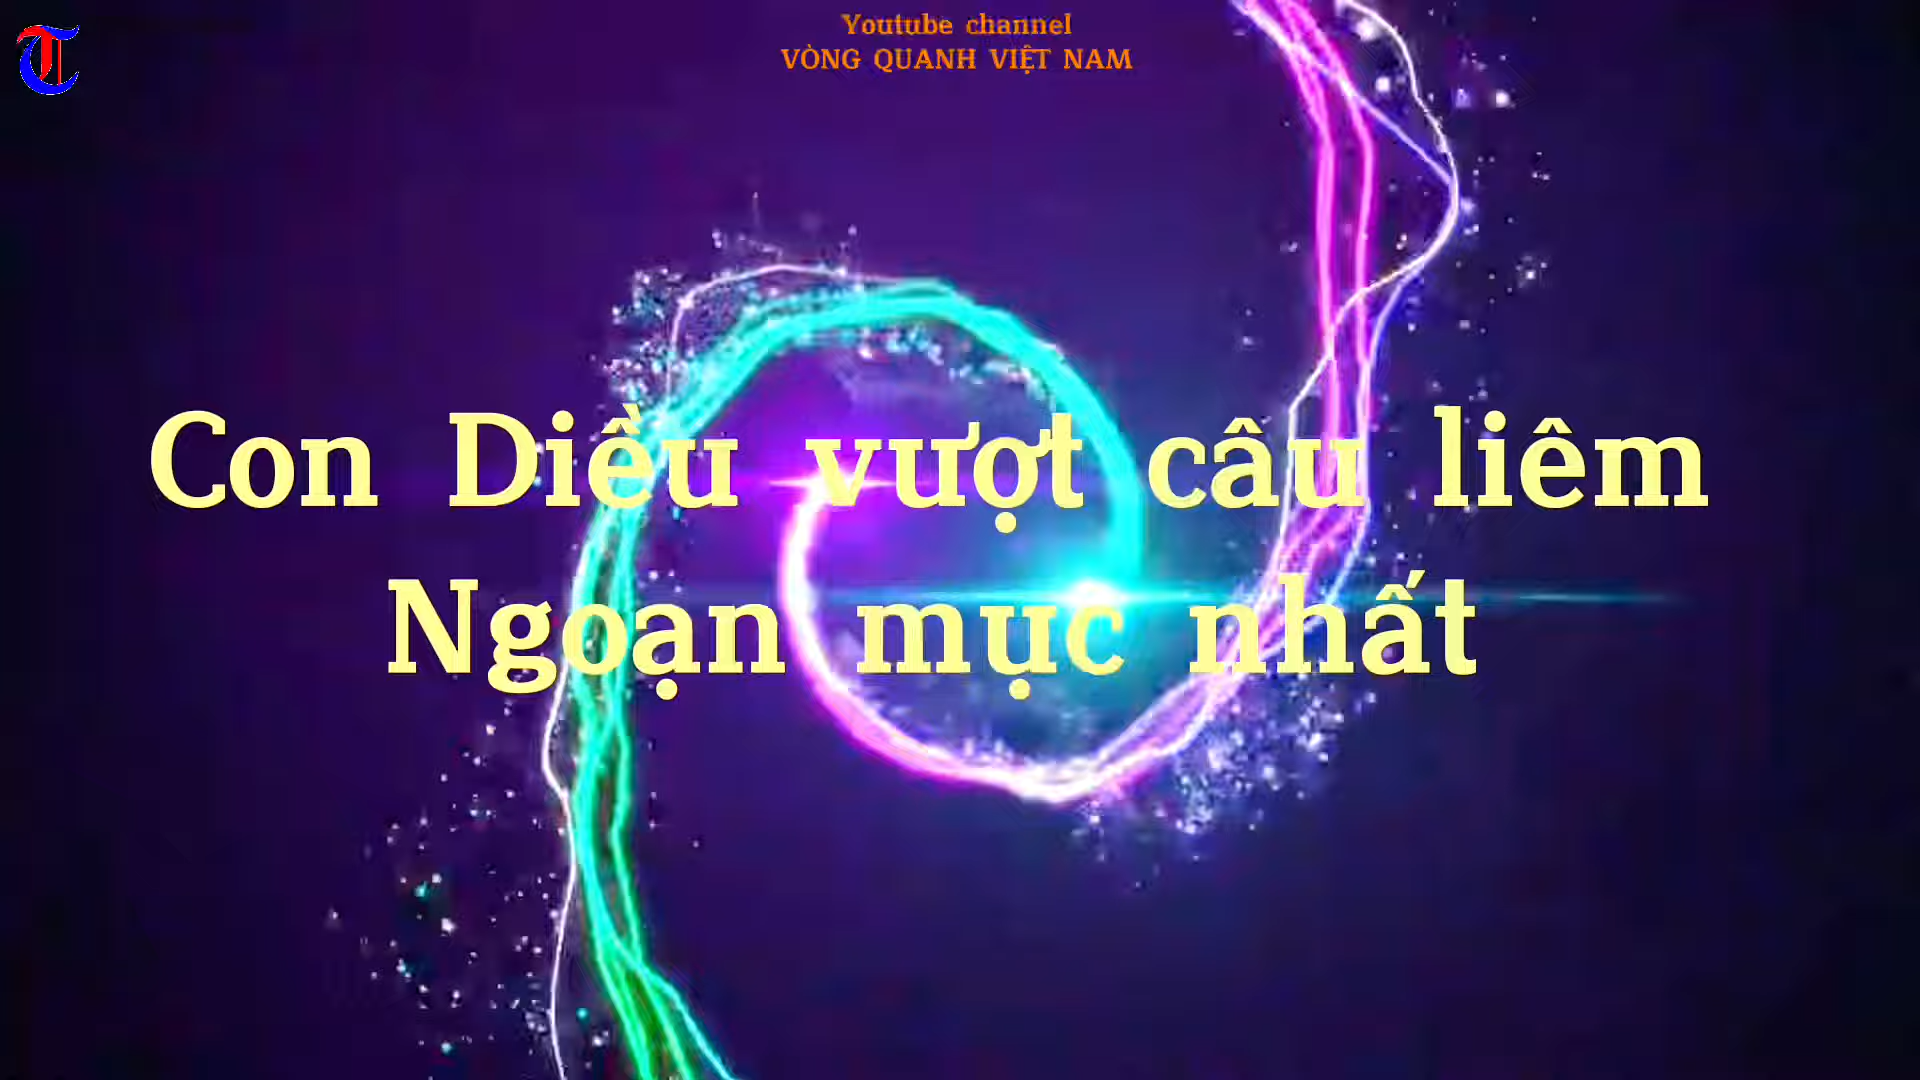 Youtube channel
VÒNG QUANH VIỆT NAM
T
Con Diều vượt câu liêm
Ngoạn mục nhất